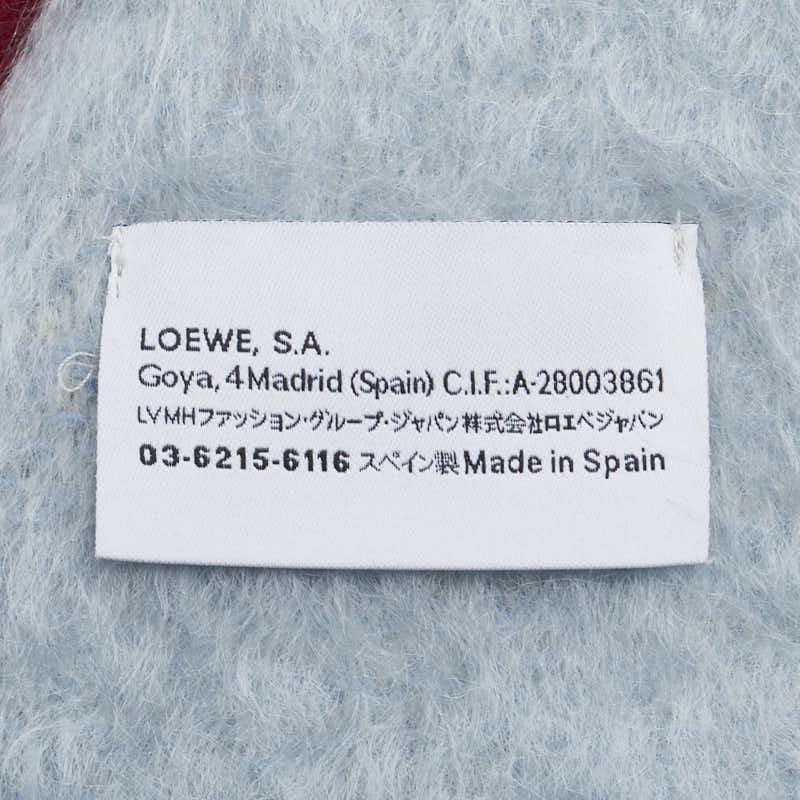 LOEWE, S.A.
Goya, 4 Madrid (Spain) C.I.F.: A-28003861
LVMHファッション・グループ・ジャパン株式会社ロエベジャパン
03-6215-6116 スペイン製 Made in Spain